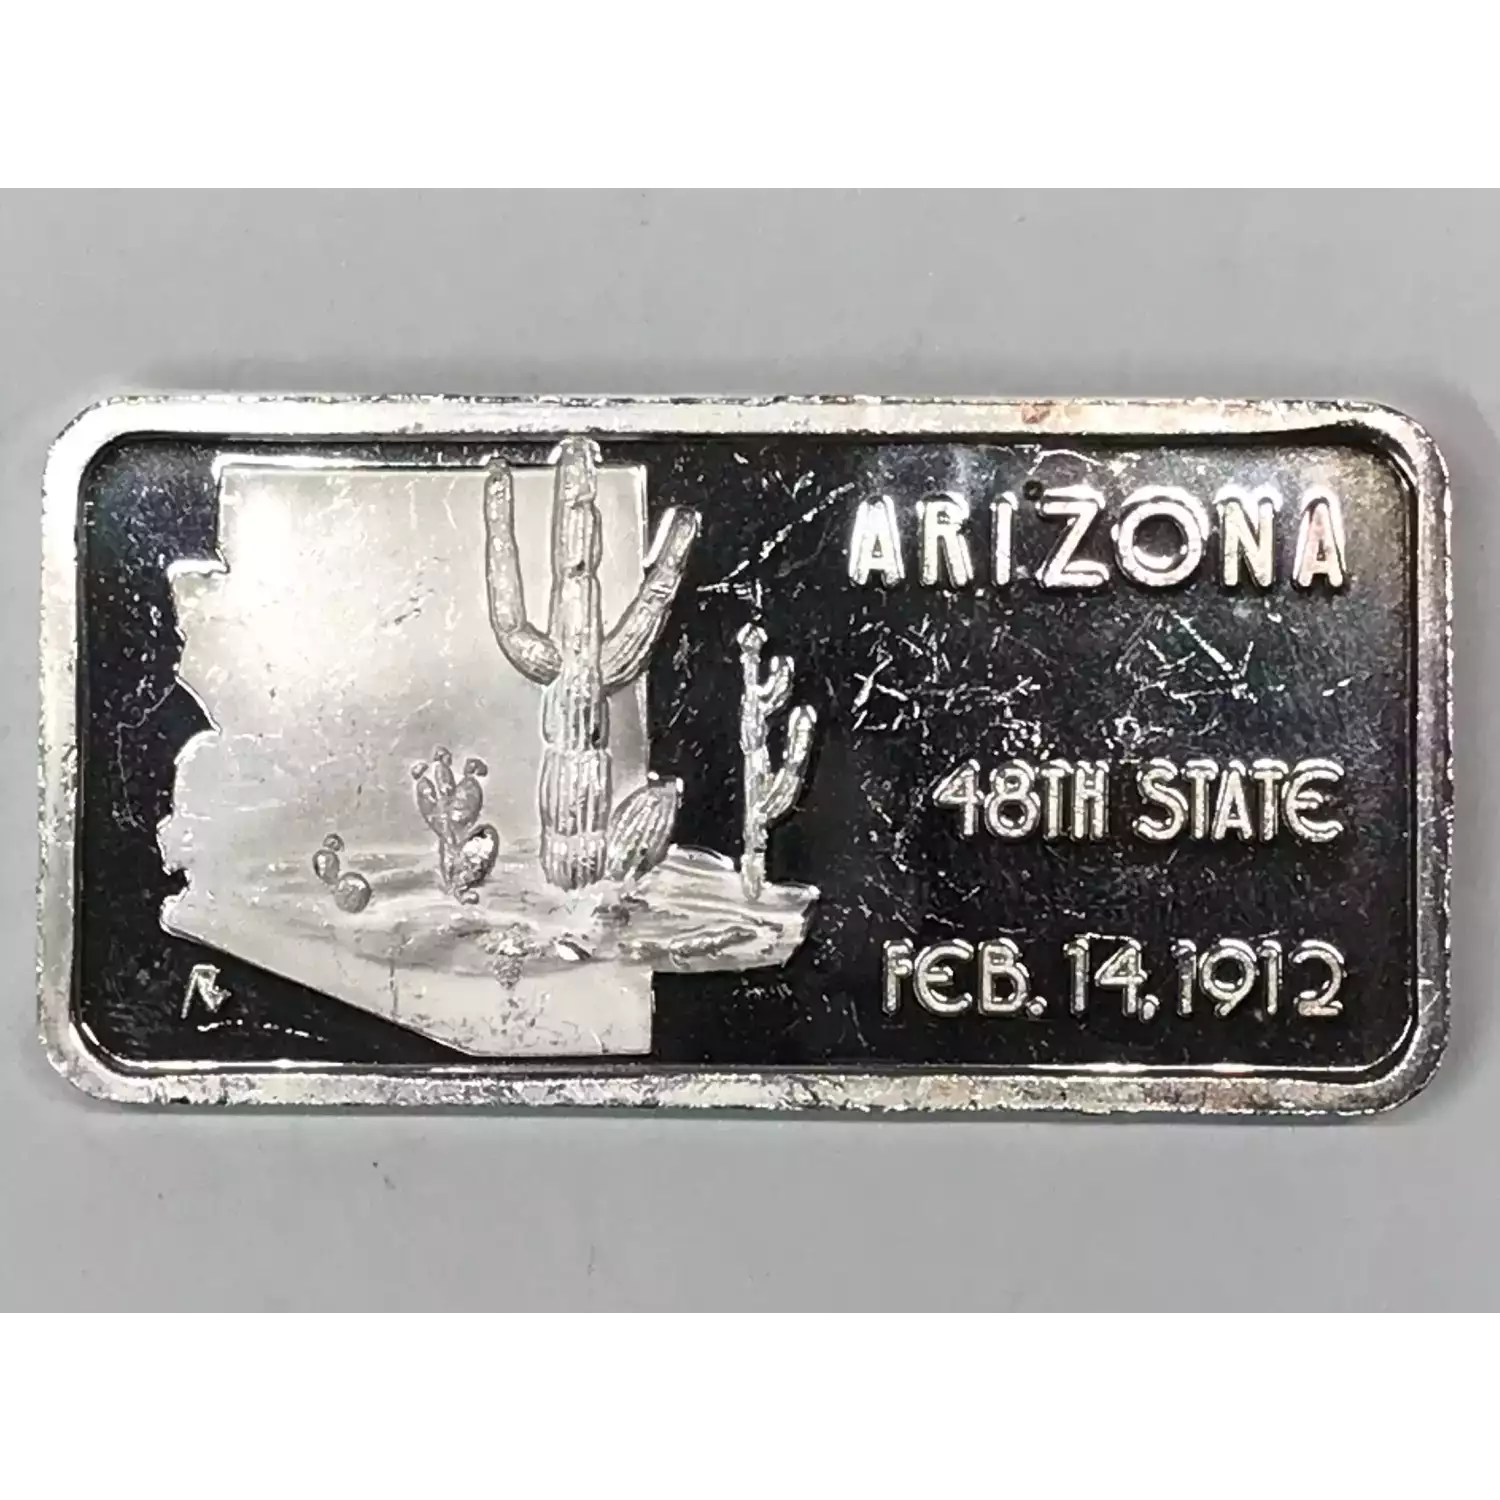 ARIZONA
48TH STATE
FEB. 14, 1912